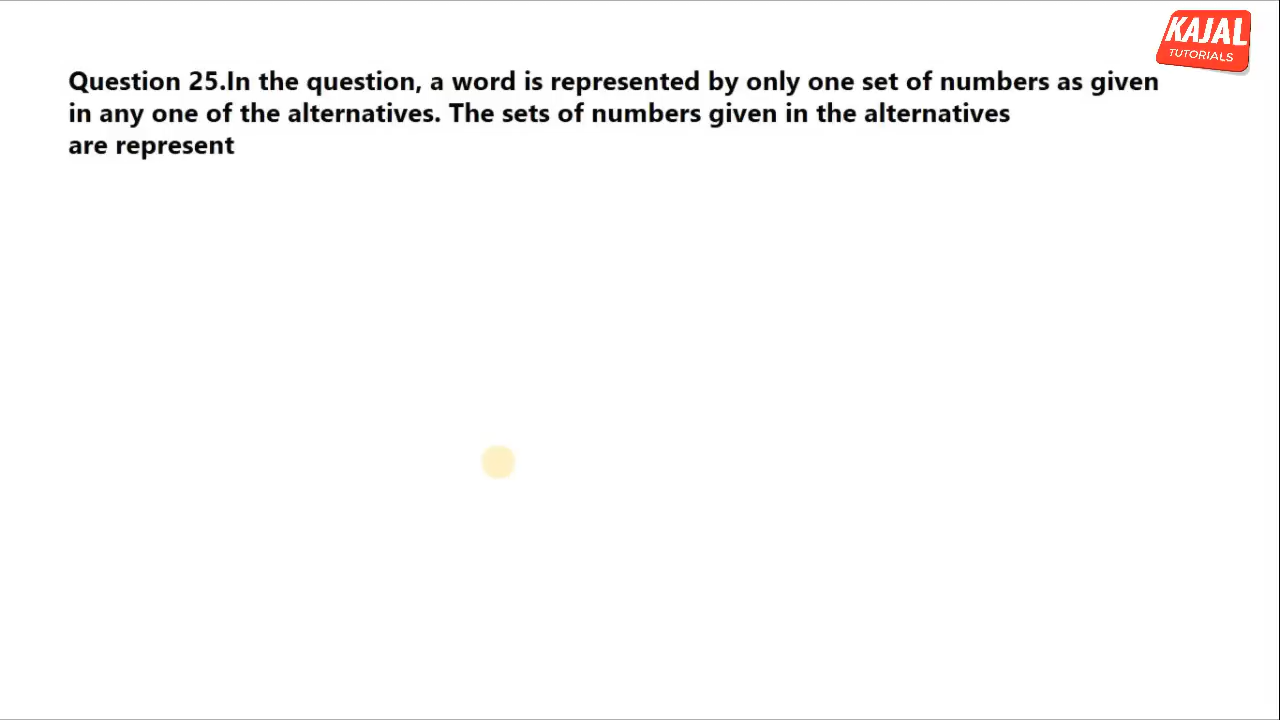 KAJAL
TUTORIALS
Question 25.In the question, a word is represented by only one set of numbers as given
in any one of the alternatives. The sets of numbers given in the alternatives
are represent